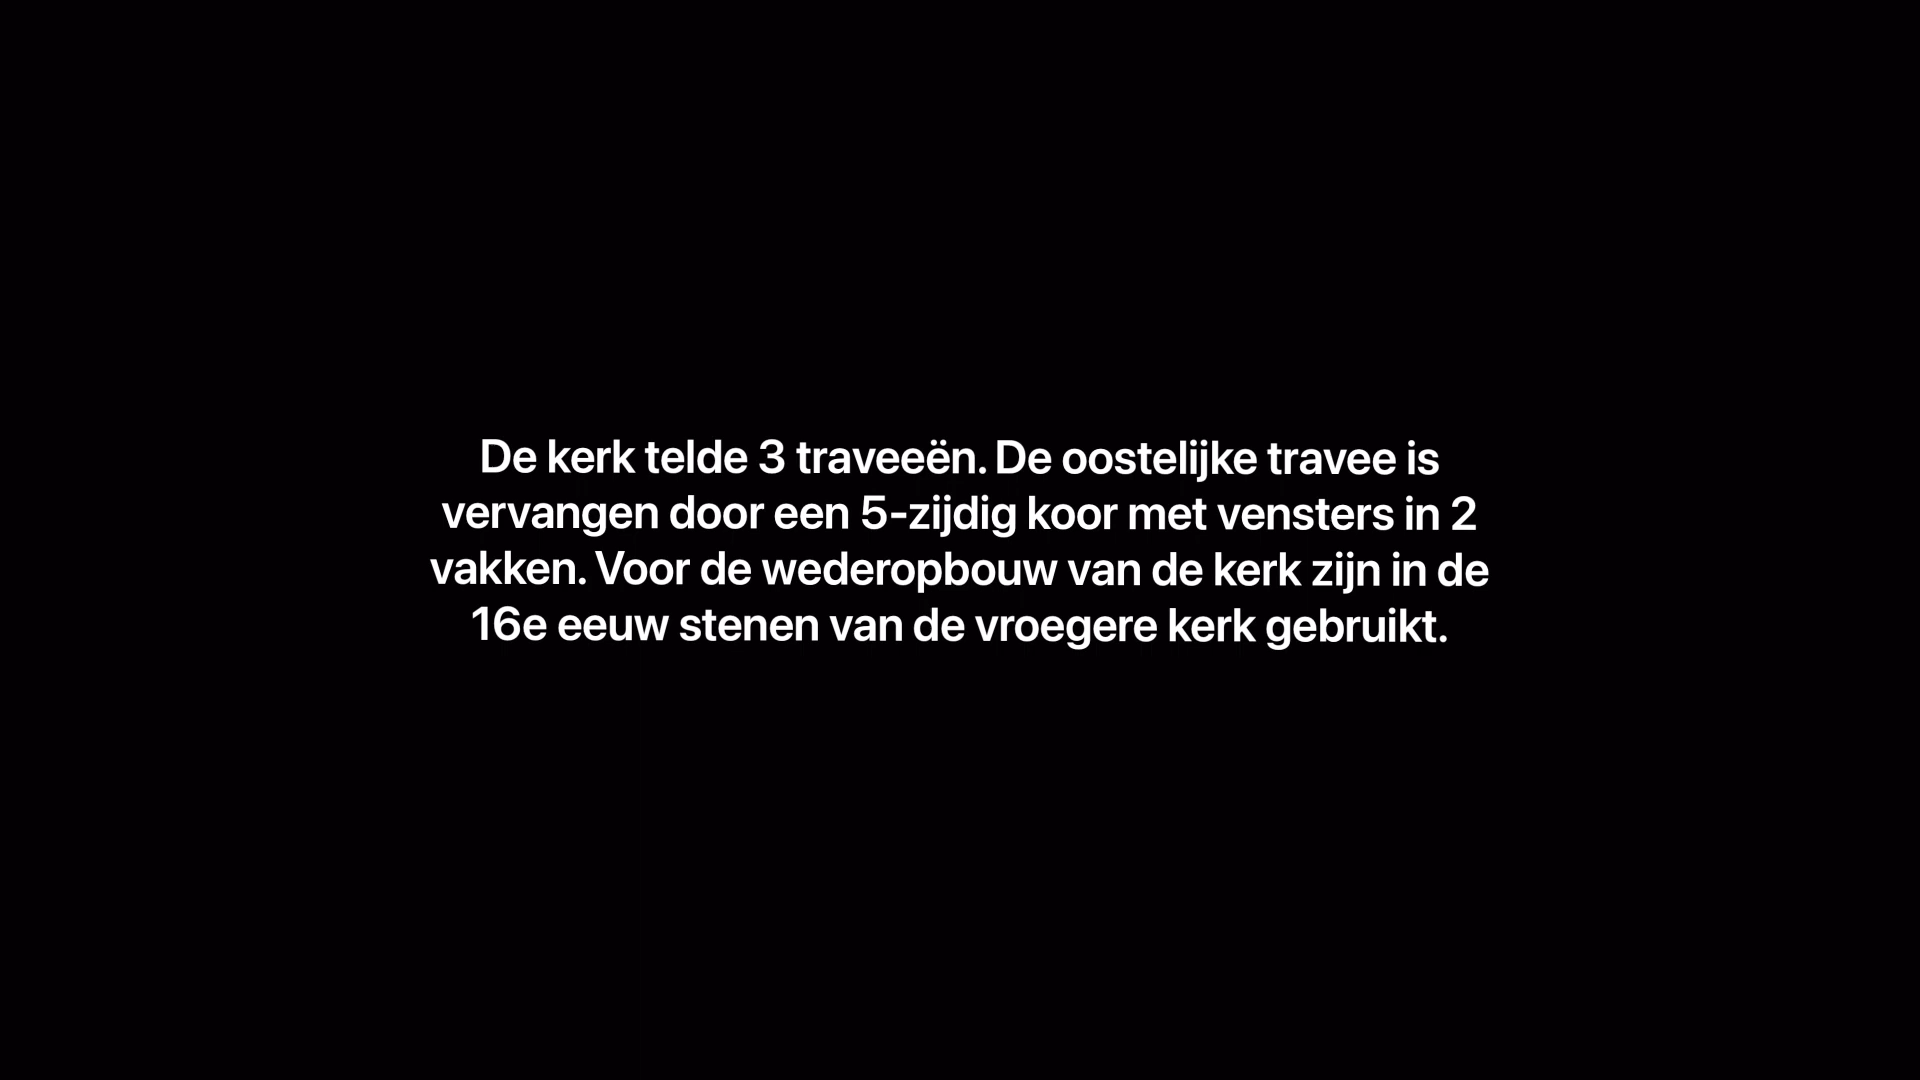 De kerk telde 3 traveeën. De oostelijke travee is
vervangen door een 5-zijdig koor met vensters in 2
vakken. Voor de wederopbouw van de kerk zijn in de
16e eeuw stenen van de vroegere kerk gebruikt.